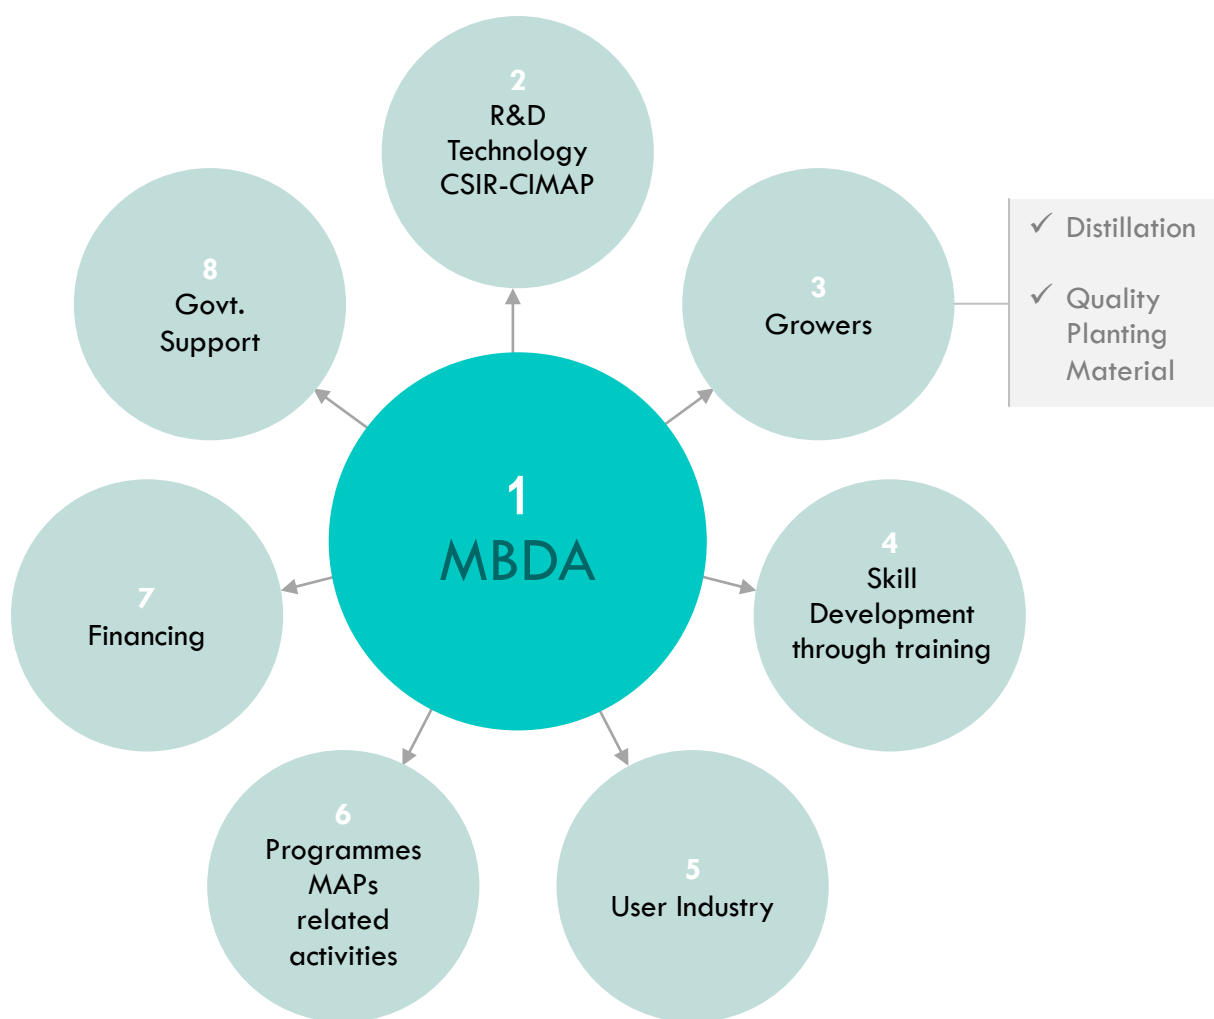 1
MBDA
2
R&D
Technology
CSIR-CIMAP
3
Growers
✓ Distillation
✓ Quality
Planting
Material
4
Skill
Development
through training
5
User Industry
6
Programmes
MAPs
related
activities
7
Financing
8
Govt.
Support